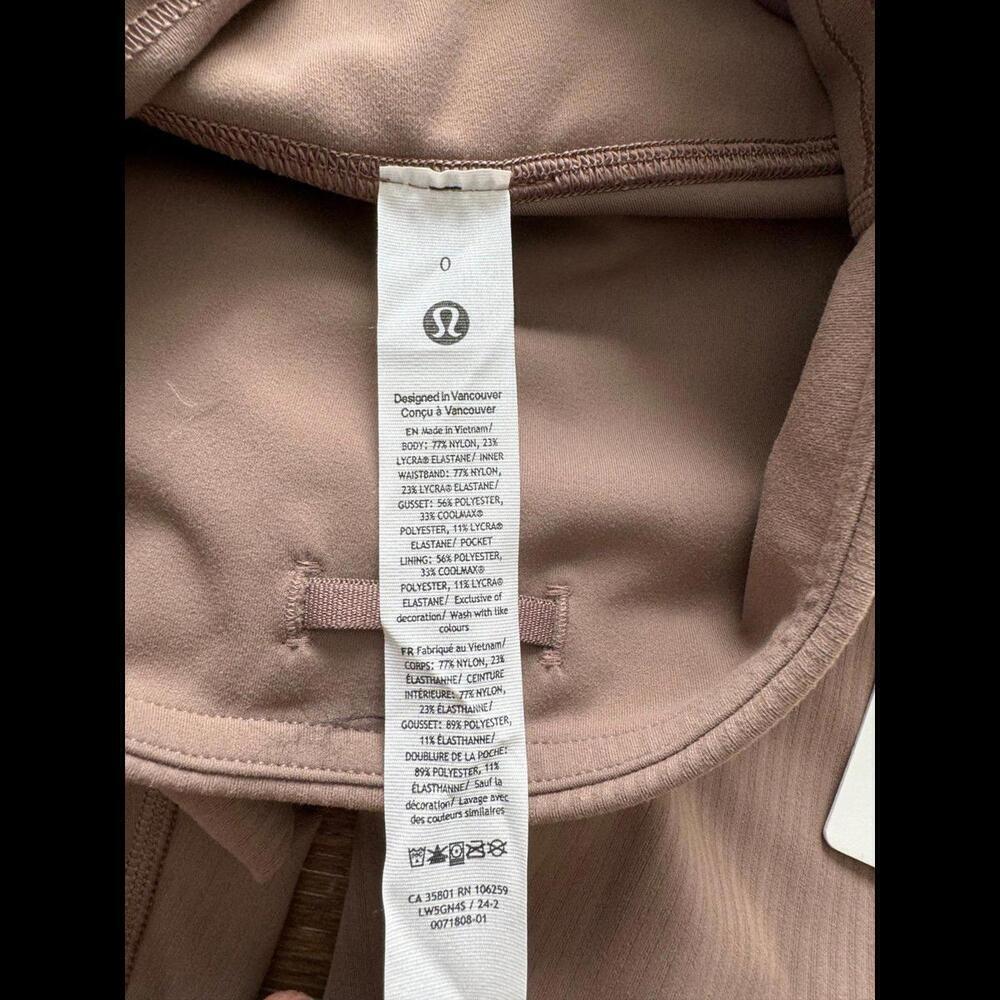 0
Designed in Vancouver
Conçu à Vancouver
EN Made in Vietnam/
BODY: 77% NYLON, 23%
LYCRA® ELASTANE/ INNER
WAISTBAND: 77% NYLON,
23% LYCRA® ELASTANE/
GUSSET: 56% POLYESTER,
33% COOLMAX®
POLYESTER, 11% LYCRA®
ELASTANE/ POCKET
LINING: 56% POLYESTER,
33% COOLMAX®
POLYESTER, 11% LYCRA®
ELASTANE/ Exclusive of
decoration/ Wash with like
colours
FR Fabriqué au Vietnam/
CORPS: 77% NYLON, 23%
ÉLASTHANNE/ CEINTURE
INTÉRIEURE: 77% NYLON,
23% ÉLASTHANNE/
GOUSSET: 89% POLYESTER,
11% ÉLASTHANNE/
DOUBLURE DE LA POCHE:
89% POLYESTER, 11%
ÉLASTHANNE/ Sauf la
décoration/ Lavage avec
des couleurs similaires
CA 35801 RN 106259
LW5GN4S / 24-2
0071808-01